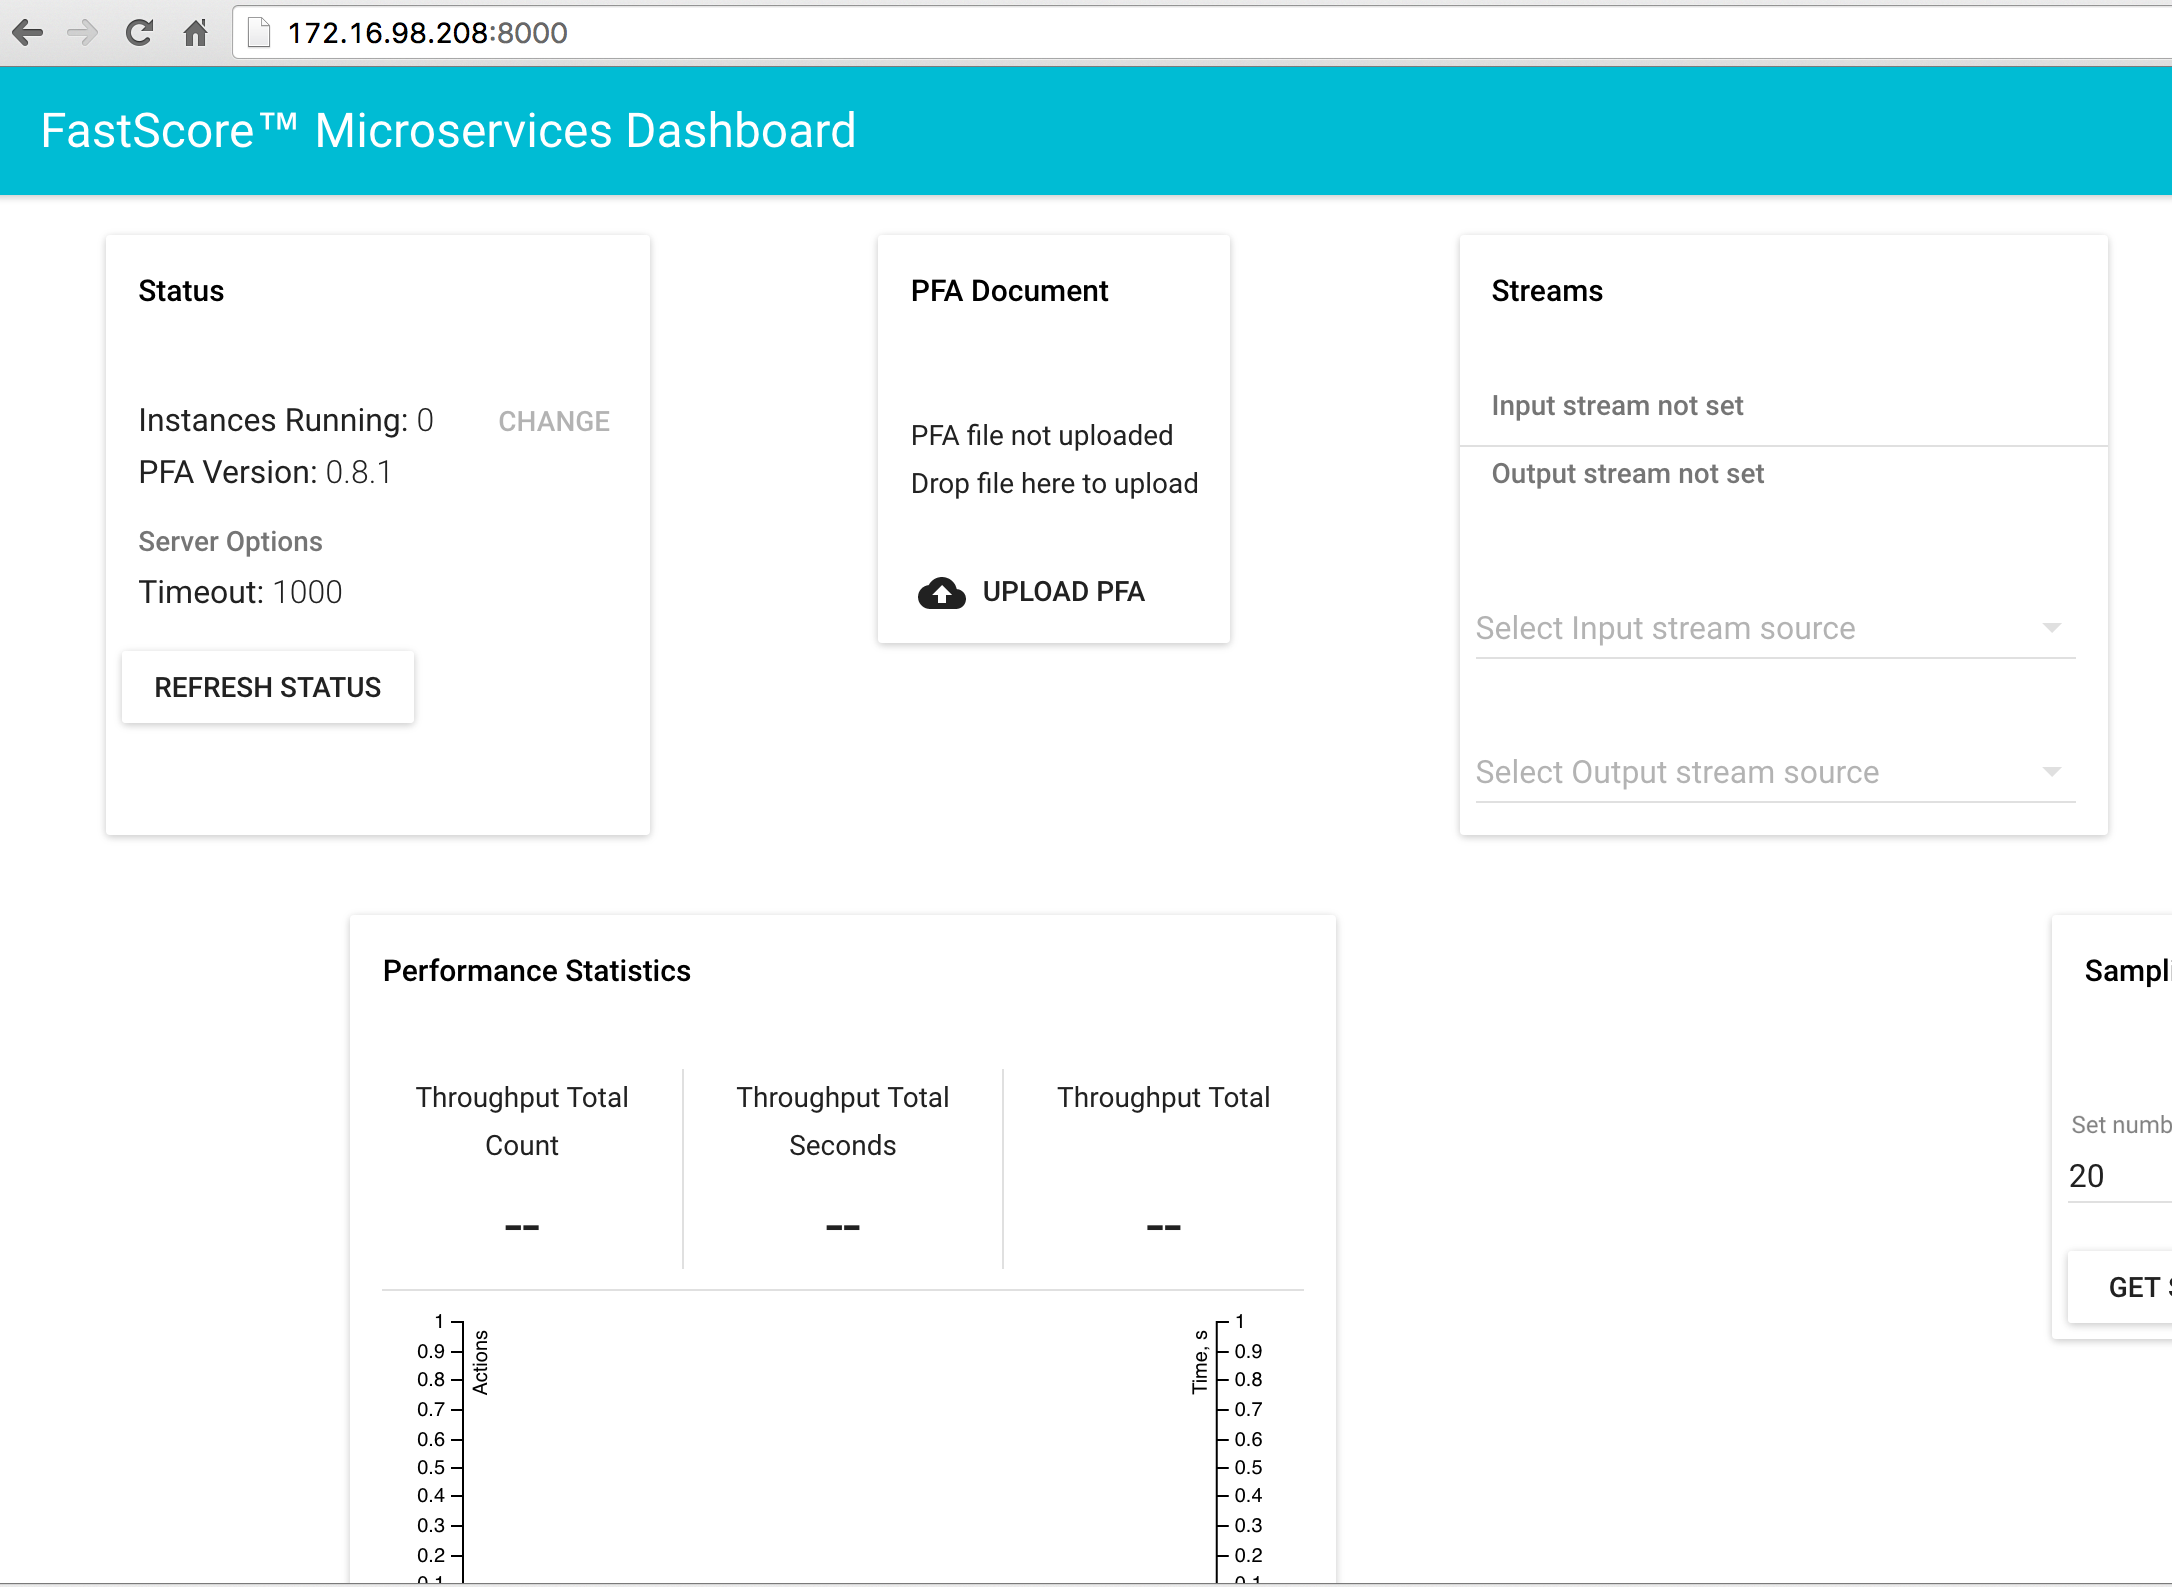 172.16.98.208:8000
FastScore™ Microservices Dashboard
Status
Instances Running: 0 CHANGE
PFA Version: 0.8.1
Server Options
Timeout: 1000
REFRESH STATUS
PFA Document
PFA file not uploaded
Drop file here to upload
UPLOAD PFA
Streams
Input stream not set
Output stream not set
Select Input stream source
Select Output stream source
Performance Statistics
Throughput Total
Count
--
Throughput Total
Seconds
--
Throughput Total
--
1
0.9
0.8
0.7
0.6
0.5
0.4
0.3
0.2
0.1
Actions
Time, s
1
0.9
0.8
0.7
0.6
0.5
0.4
0.3
0.2
0.1
Sampli
Set numb
20
GET